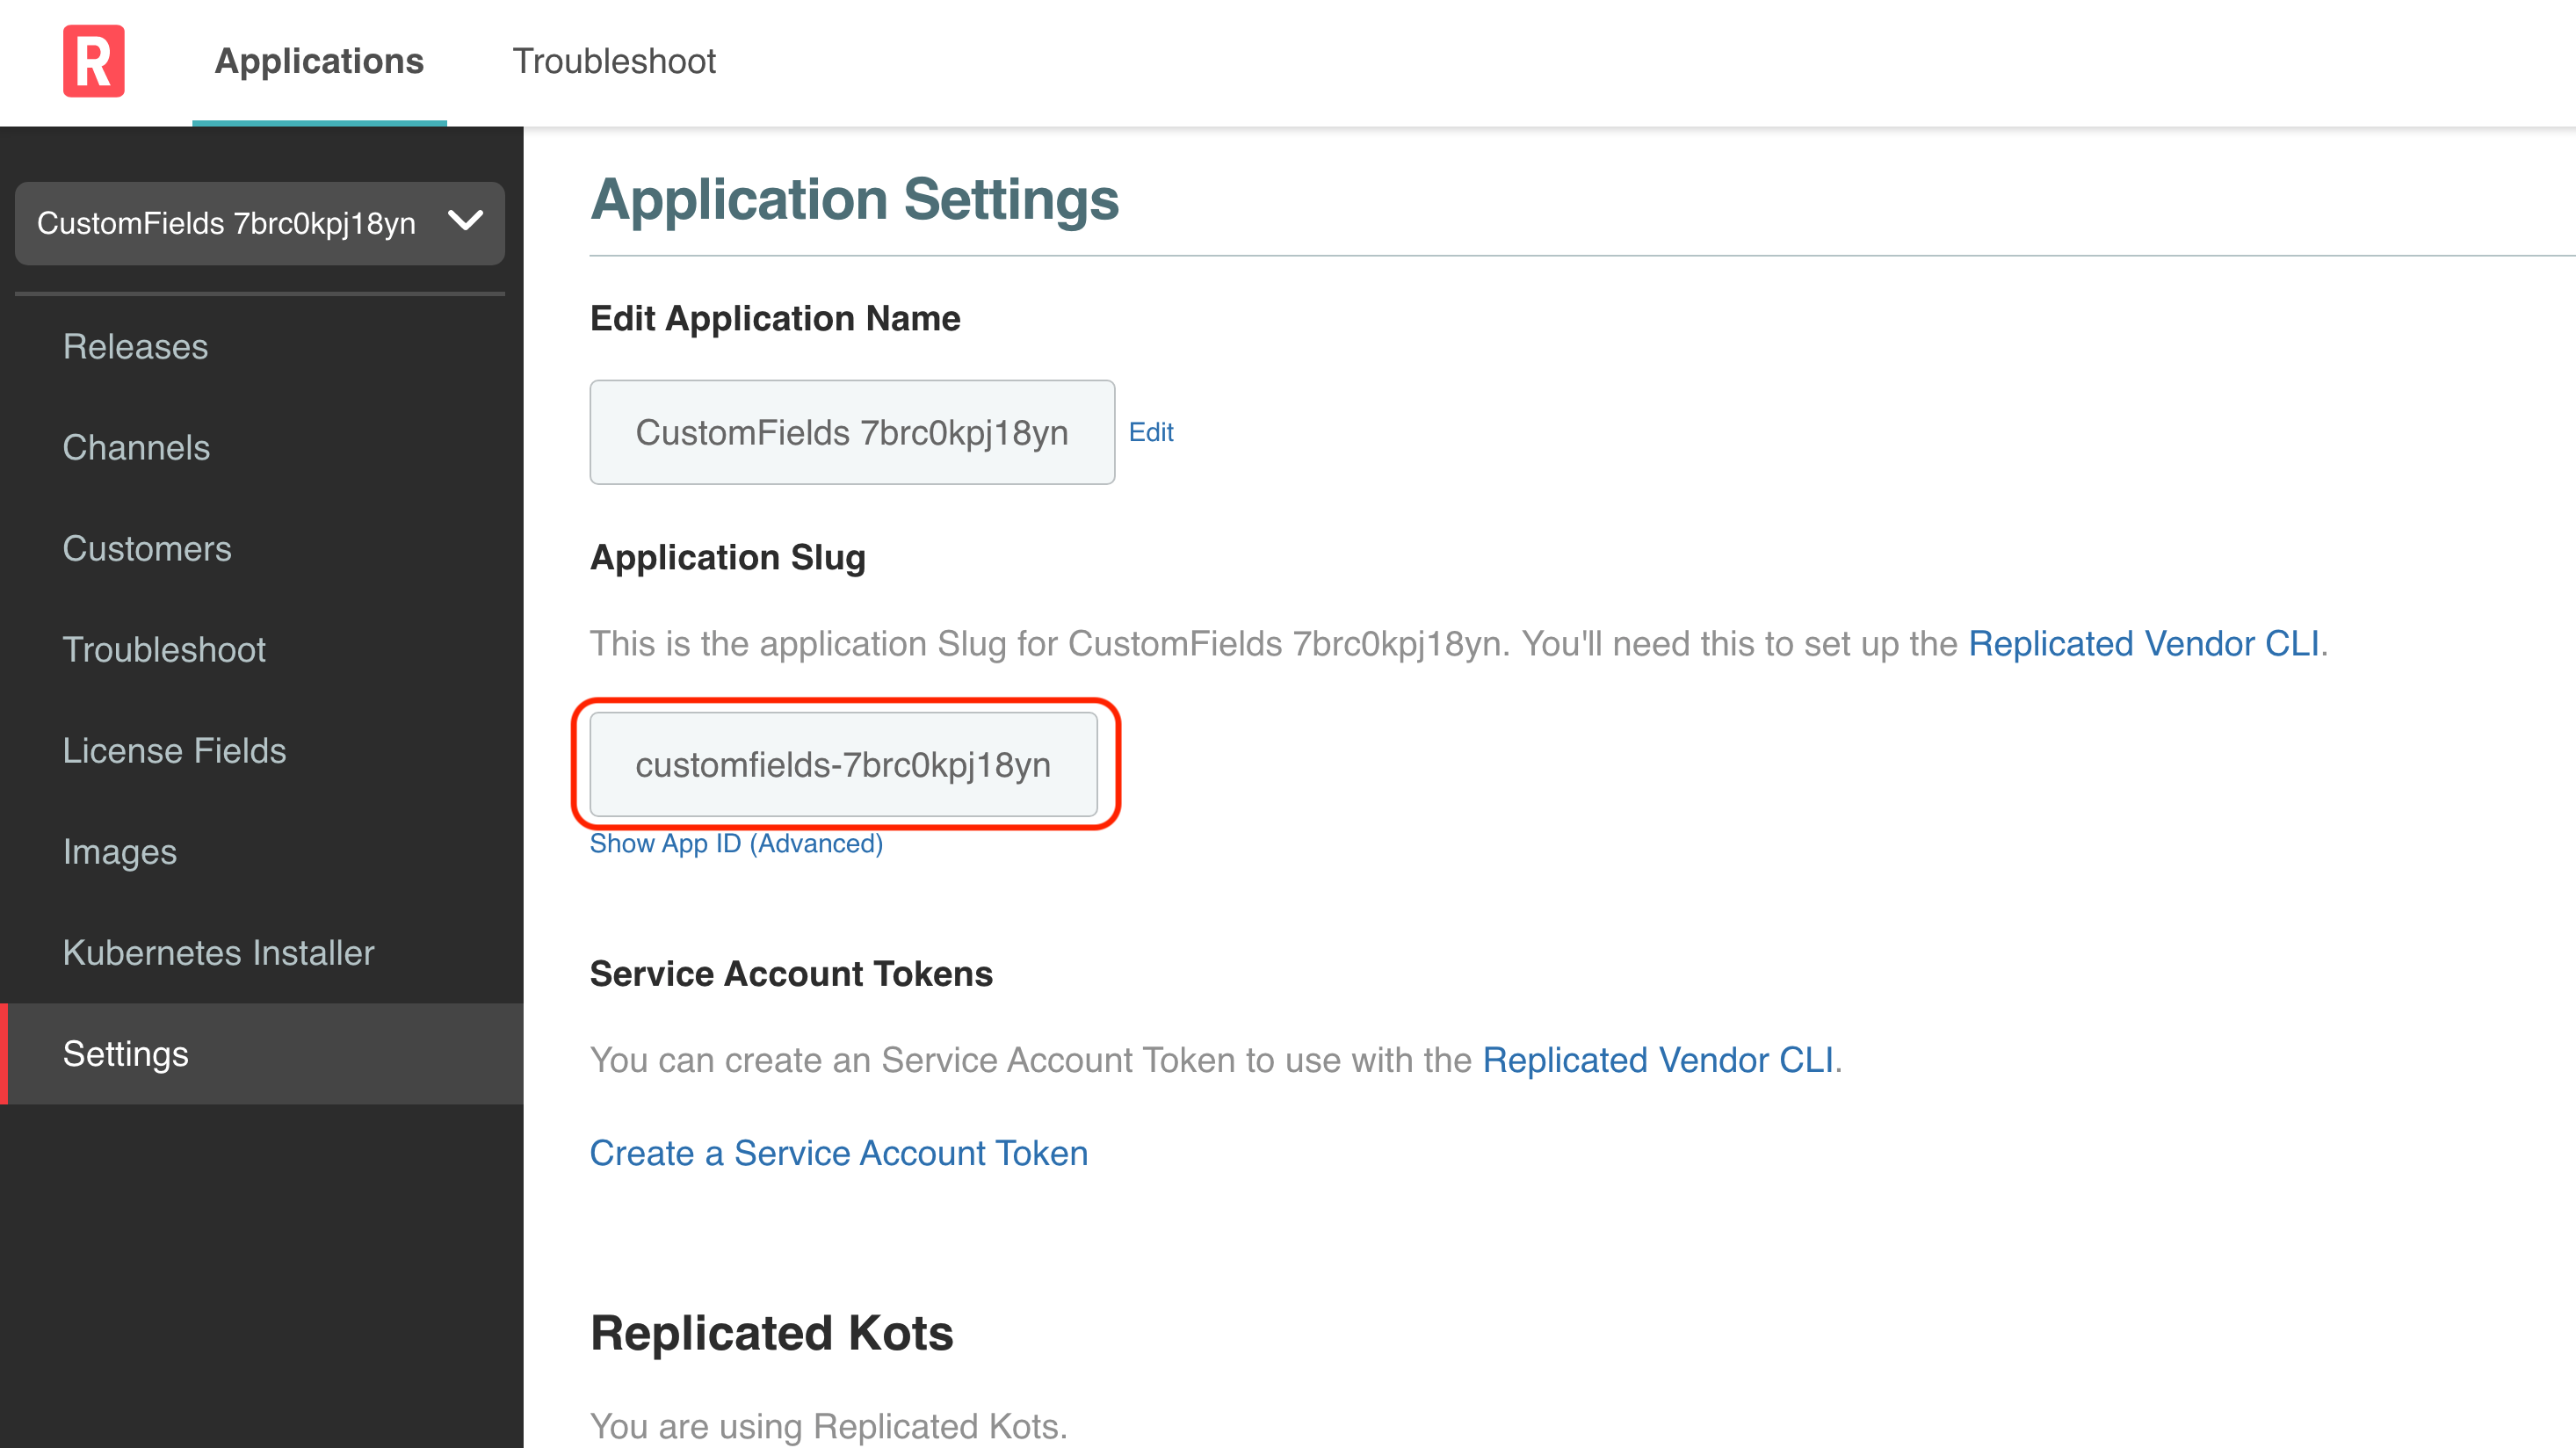 R
Applications
Troubleshoot
CustomFields 7brc0kpj18yn
Releases
Channels
Customers
Troubleshoot
License Fields
Images
Kubernetes Installer
Settings
Application Settings
Edit Application Name
CustomFields 7brc0kpj18yn
Edit
Application Slug
This is the application Slug for CustomFields 7brc0kpj18yn. You'll need this to set up the Replicated Vendor CLI.
customfields-7brc0kpj18yn
Show App ID (Advanced)
Service Account Tokens
You can create an Service Account Token to use with the Replicated Vendor CLI.
Create a Service Account Token
Replicated Kots
You are using Replicated Kots.